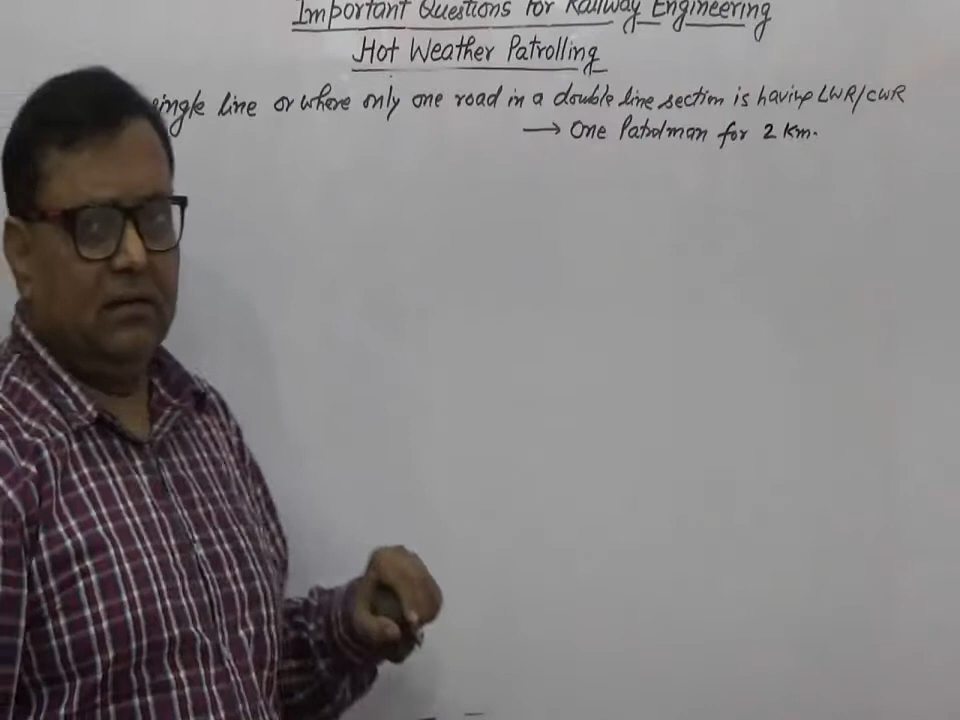 Important Questions for Railway Engineering
Hot Weather Patrolling
single line or where only one road in a double line section is having LWR/CWR
→ One Patrolman for 2 Km.